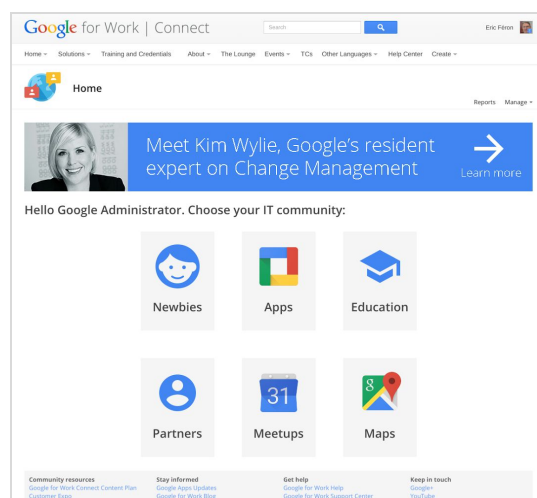 Google for Work | Connect
Search
Eric Féron
Home
Solutions
Training and Credentials
About
The Lounge
Events
TCs
Other Languages
Help Center
Create
Home
Reports
Manage
Meet Kim Wylie, Google's resident
expert on Change Management
Learn more
Hello Google Administrator. Choose your IT community:
Newbies
Apps
Education
31
8
Partners
Meetups
Maps
Community resources
Stay informed
Get help
Keep in touch
Google for Work Connect Content Plan
Google Apps Updates
Google for Work Help
Google+
Customer Expo
Google for Work Blog
Google for Work Support Center
YouTube